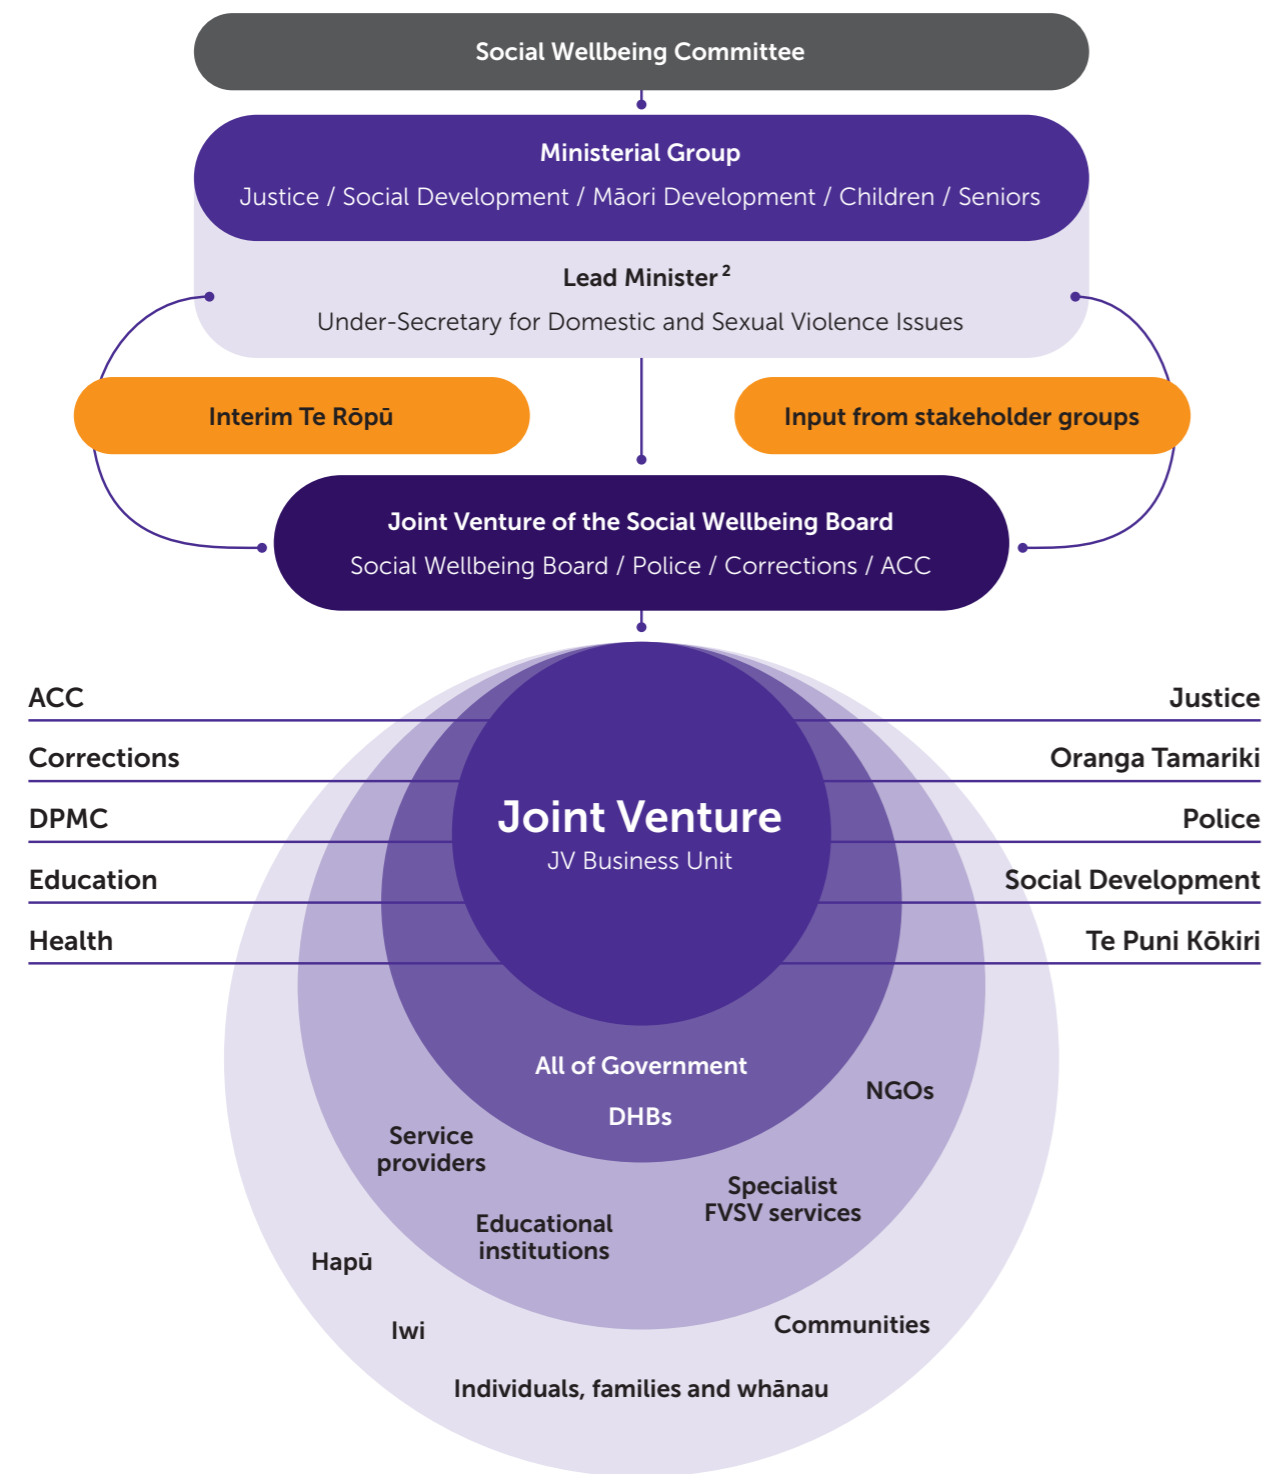 Social Wellbeing Committee
Ministerial Group
Justice / Social Development / Māori Development / Children / Seniors
Lead Minister 2
Under-Secretary for Domestic and Sexual Violence Issues
Interim Te Rōpū
Input from stakeholder groups
Joint Venture of the Social Wellbeing Board
Social Wellbeing Board / Police / Corrections / ACC
ACC
Corrections
DPMC
Education
Health
Justice
Oranga Tamariki
Police
Social Development
Te Puni Kōkiri
Joint Venture
JV Business Unit
All of Government
DHBs
NGOs
Service
providers
Specialist
FVSV services
Educational
institutions
Hapū
Iwi
Communities
Individuals, families and whānau